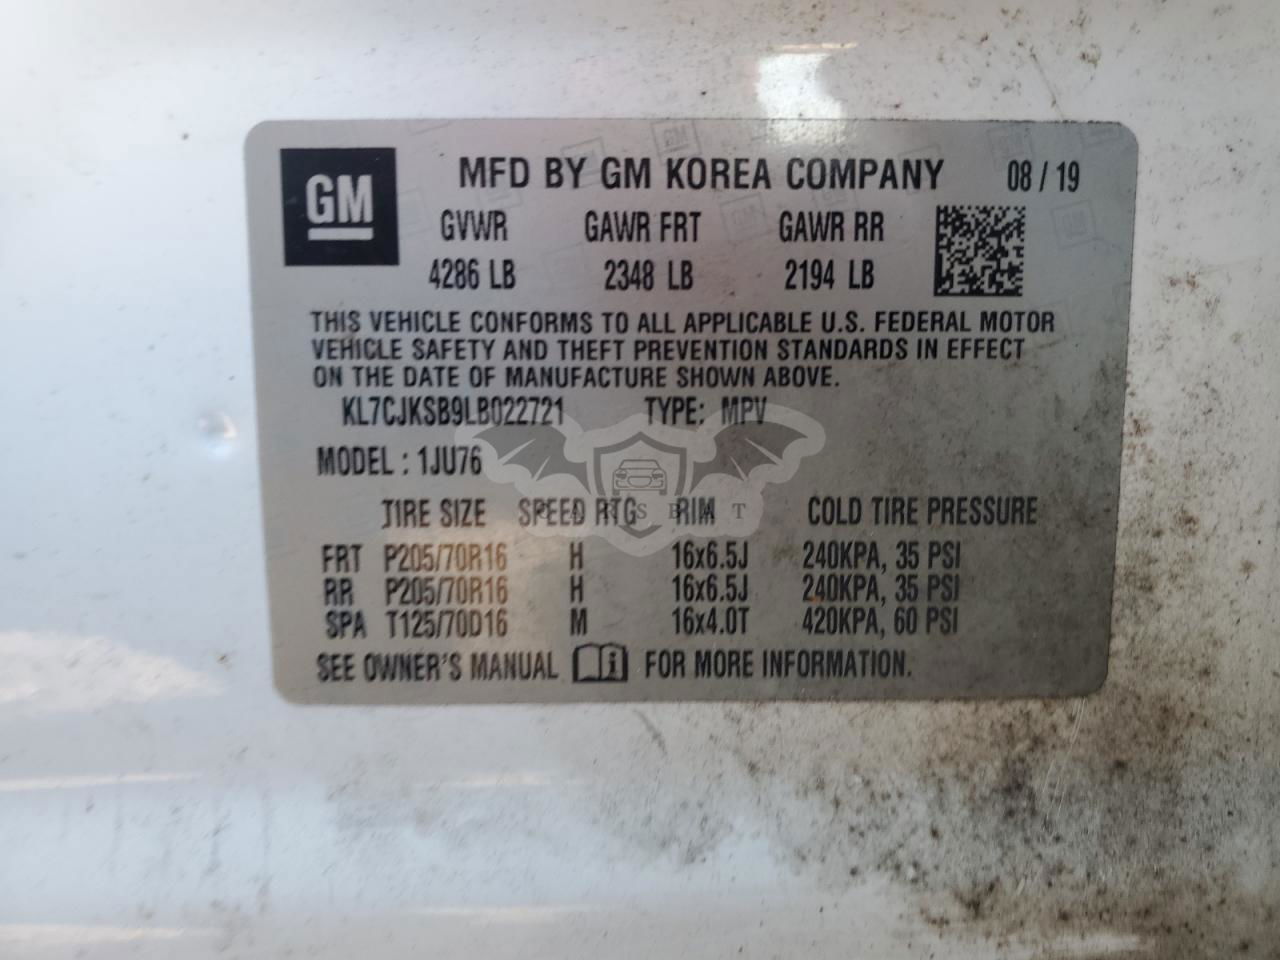 GM
MFD BY GM KOREA COMPANY 08 / 19
GVWR GAWR FRT GAWR RR
4286 LB 2348 LB 2194 LB
THIS VEHICLE CONFORMS TO ALL APPLICABLE U.S. FEDERAL MOTOR
VEHICLE SAFETY AND THEFT PREVENTION STANDARDS IN EFFECT
ON THE DATE OF MANUFACTURE SHOWN ABOVE.
KL7CJKSB9LB022721 TYPE: MPV
MODEL : 1JU76
TIRE SIZE SPEED RTG RIM COLD TIRE PRESSURE
FRT P205/70R16 H 16x6.5J 240KPA, 35 PSI
RR P205/70R16 H 16x6.5J 240KPA, 35 PSI
SPA T125/70D16 M 16x4.0T 420KPA, 60 PSI
SEE OWNER'S MANUAL i FOR MORE INFORMATION.